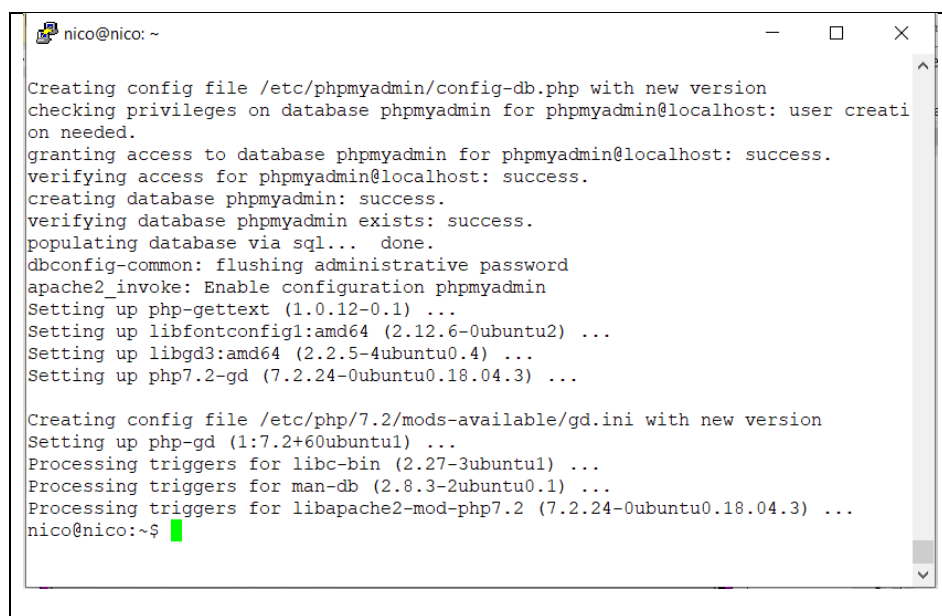 nico@nico: ~
Creating config file /etc/phpmyadmin/config-db.php with new version
checking privileges on database phpmyadmin for phpmyadmin@localhost: user creati
on needed.
granting access to database phpmyadmin for phpmyadmin@localhost: success.
verifying access for phpmyadmin@localhost: success.
creating database phpmyadmin: success.
verifying database phpmyadmin exists: success.
populating database via sql...  done.
dbconfig-common: flushing administrative password
apache2_invoke: Enable configuration phpmyadmin
Setting up php-gettext (1.0.12-0.1) ...
Setting up libfontconfig1:amd64 (2.12.6-0ubuntu2) ...
Setting up libgd3:amd64 (2.2.5-4ubuntu0.4) ...
Setting up php7.2-gd (7.2.24-0ubuntu0.18.04.3) ...
Creating config file /etc/php/7.2/mods-available/gd.ini with new version
Setting up php-gd (1:7.2+60ubuntu1) ...
Processing triggers for libc-bin (2.27-3ubuntu1) ...
Processing triggers for man-db (2.8.3-2ubuntu0.1) ...
Processing triggers for libapache2-mod-php7.2 (7.2.24-0ubuntu0.18.04.3) ...
nico@nico:~$